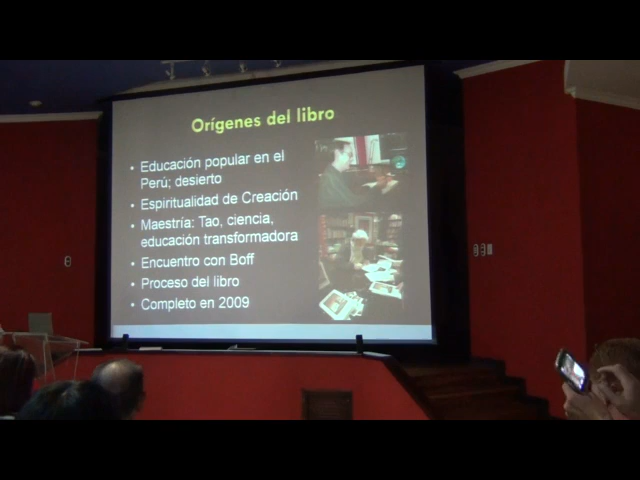 Orígenes del libro
• Educación popular en el
Perú; desierto
• Espiritualidad de Creación
• Maestría: Tao, ciencia,
educación transformadora
• Encuentro con Boff
• Proceso del libro
• Completo en 2009